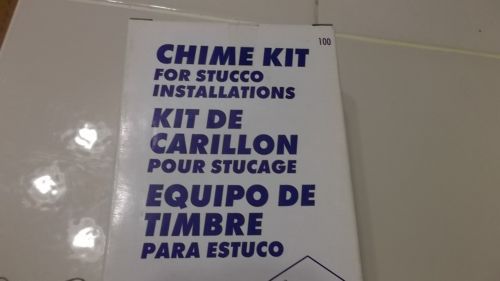 100
CHIME KIT
FOR STUCCO
INSTALLATIONS
KIT DE
CARILLON
POUR STUCAGE
EQUIPO DE
TIMBRE
PARA ESTUCO